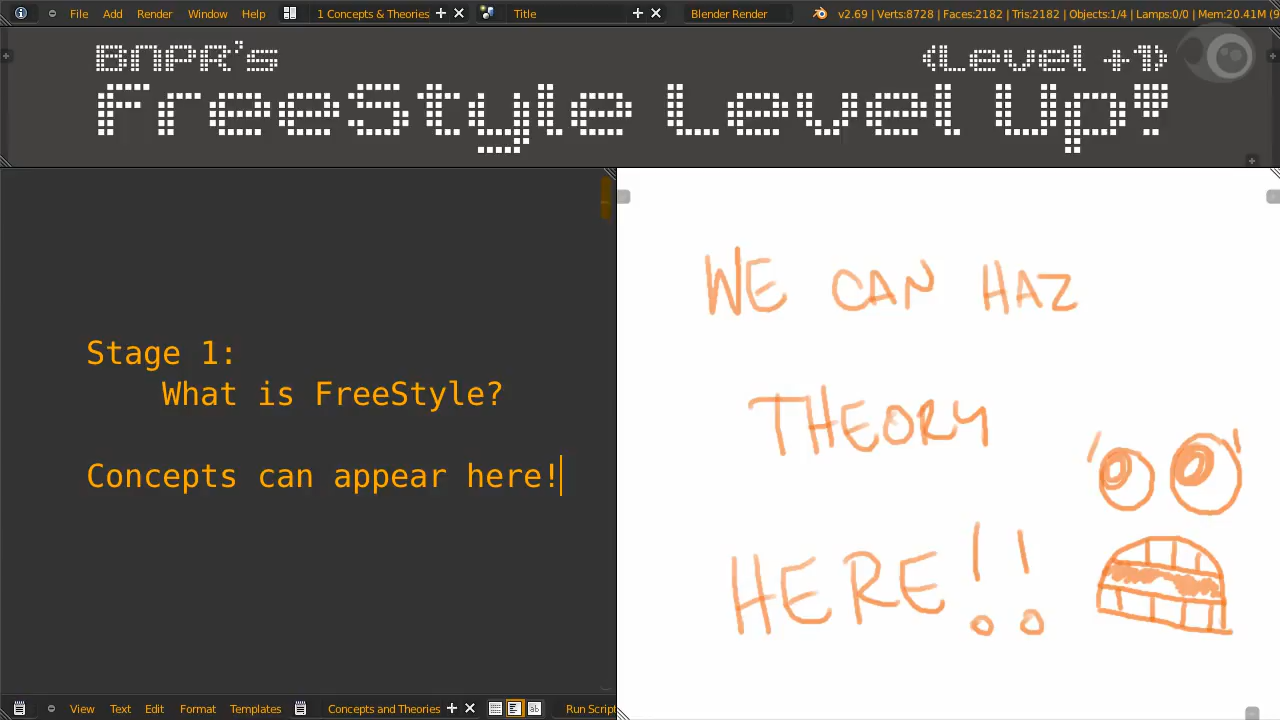 File Add Render Window Help 1 Concepts & Theories Title Blender Render v2.69 | Verts:8728 | Faces:2182 | Tris:2182 | Objects:1/4 | Lamps:0/0 | Mem:20.41M (9
BNPR's (Level +1)
FreeStyle Level Up!
Stage 1:
What is FreeStyle?
Concepts can appear here!
WE CAN HAZ
THEORY
HERE!!
View Text Edit Format Templates Concepts and Theories ab Run Script